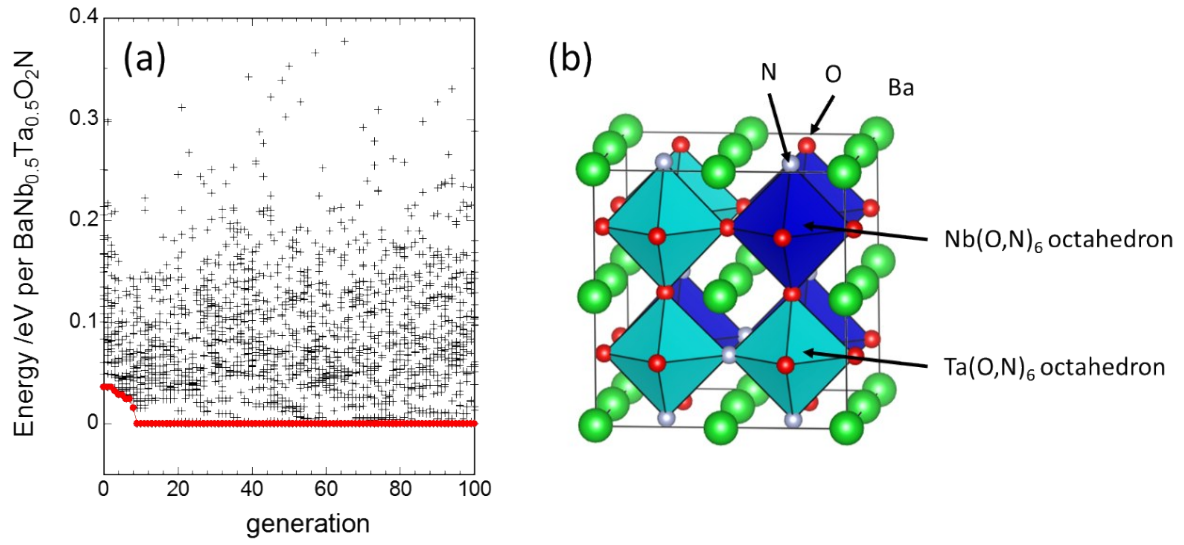 (a)
0.4
0.3
0.2
0.1
0
Energy /eV per BaNb0.5Ta0.5O2N
0 20 40 60 80 100
generation
(b)
N O Ba
Nb(O,N)6 octahedron
Ta(O,N)6 octahedron